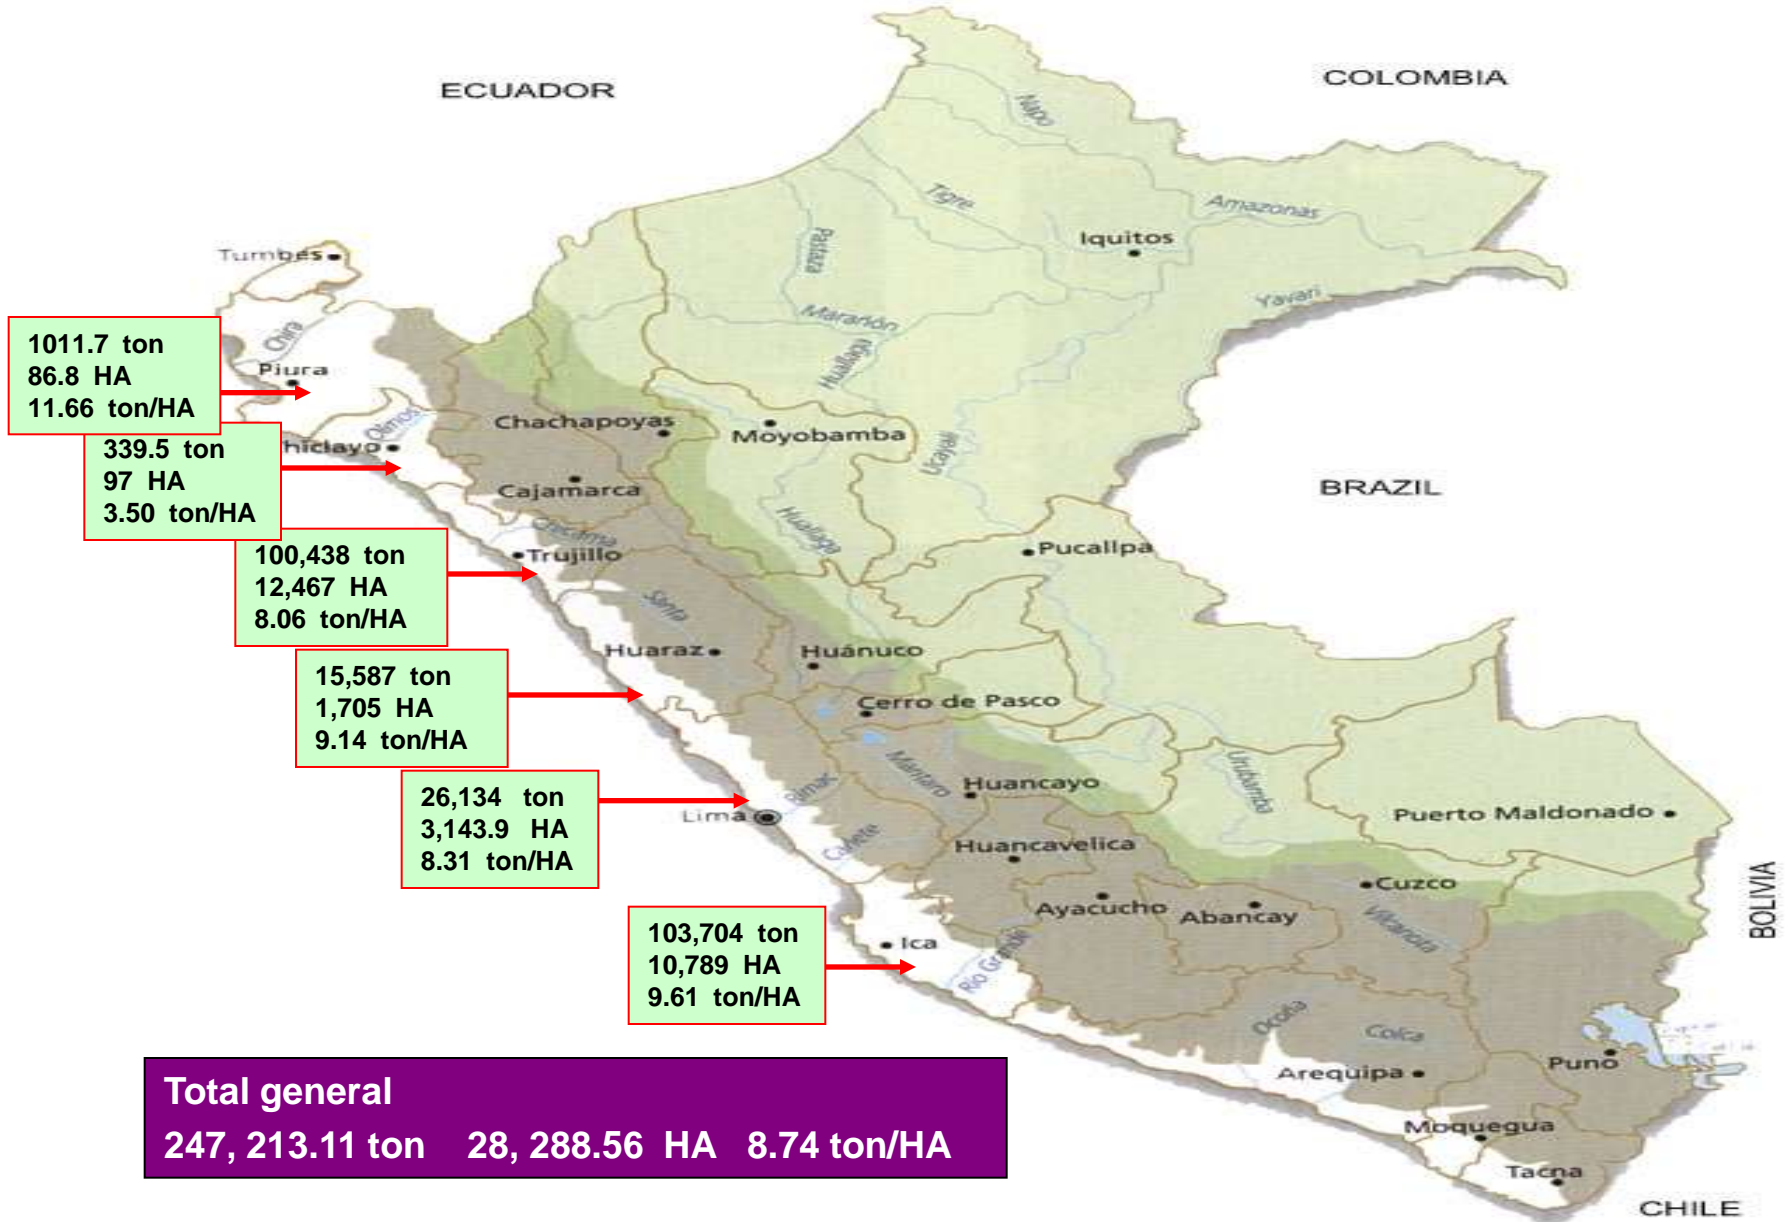 ECUADOR
COLOMBIA
Napo
Tigre
Amazonas
Pastaza
Iquitos
Tumbes
Yavari
Marañón
Chira
Huallaga
1011.7 ton
86.8 HA
11.66 ton/HA
Piura
Olmos
Chachapoyas
Moyobamba
Ucayali
339.5 ton
97 HA
3.50 ton/HA
hiclayo
Cajamarca
BRAZIL
Huallaga
Chicama
Trujillo
Pucallpa
100,438 ton
12,467 HA
8.06 ton/HA
Santa
Huaraz
Huánuco
15,587 ton
1,705 HA
9.14 ton/HA
Cerro de Pasco
Mantaro
Huancayo
Urubamba
26,134 ton
3,143.9 HA
8.31 ton/HA
Rimac
Lima
Puerto Maldonado
Cañete
Huancavelica
Cuzco
BOLIVIA
Ayacucho
Abancay
Vilcanota
103,704 ton
10,789 HA
9.61 ton/HA
Ica
Rio Grande
Ocoña
Colca
Puno
Arequipa
Total general
247, 213.11 ton 28, 288.56 HA 8.74 ton/HA
Moquegua
Tacna
CHILE